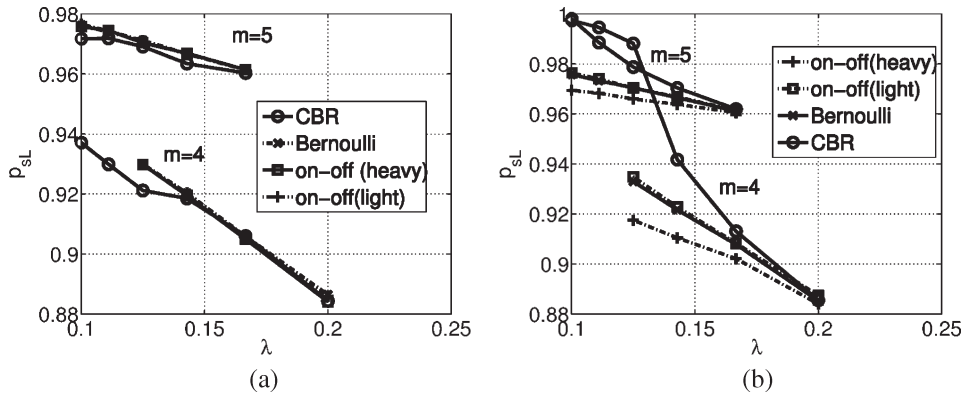 0.98
0.96
0.94
0.92
0.9
0.88
p_sL
m=5
m=4
CBR
Bernoulli
on-off (heavy)
on-off(light)
0.1
0.15
0.2
0.25
λ
(a)
1
0.98
0.96
0.94
0.92
0.9
0.88
p_sL
m=5
m=4
on-off(heavy)
on-off(light)
Bernoulli
CBR
0.1
0.15
0.2
0.25
λ
(b)